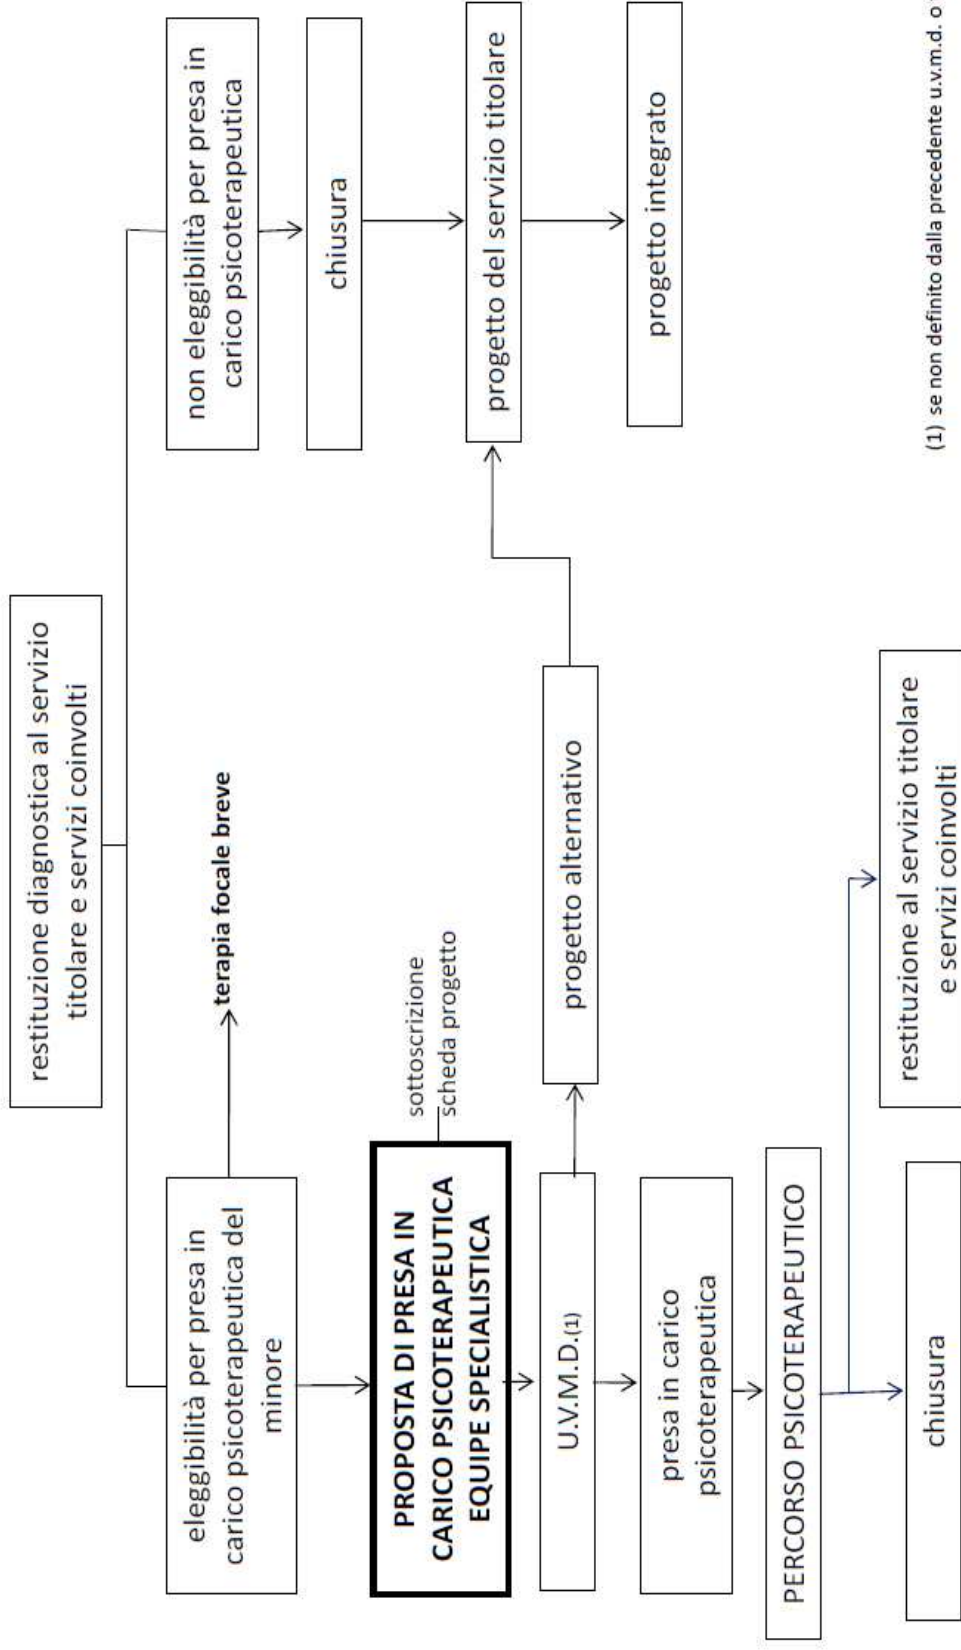 restituzione diagnostica al servizio
titolare e servizi coinvolti
eleggibilità per presa in
carico psicoterapeutica del
minore
terapia focale breve
non eleggibilità per presa in
carico psicoterapeutica
chiusura
PROPOSTA DI PRESA IN
CARICO PSICOTERAPEUTICA
EQUIPE SPECIALISTICA
sottoscrizione
scheda progetto
progetto del servizio titolare
U.V.M.D.(1)
progetto alternativo
progetto integrato
presa in carico
psicoterapeutica
PERCORSO PSICOTERAPEUTICO
restituzione al servizio titolare
e servizi coinvolti
chiusura
(1) se non definito dalla precedente u.v.m.d. o